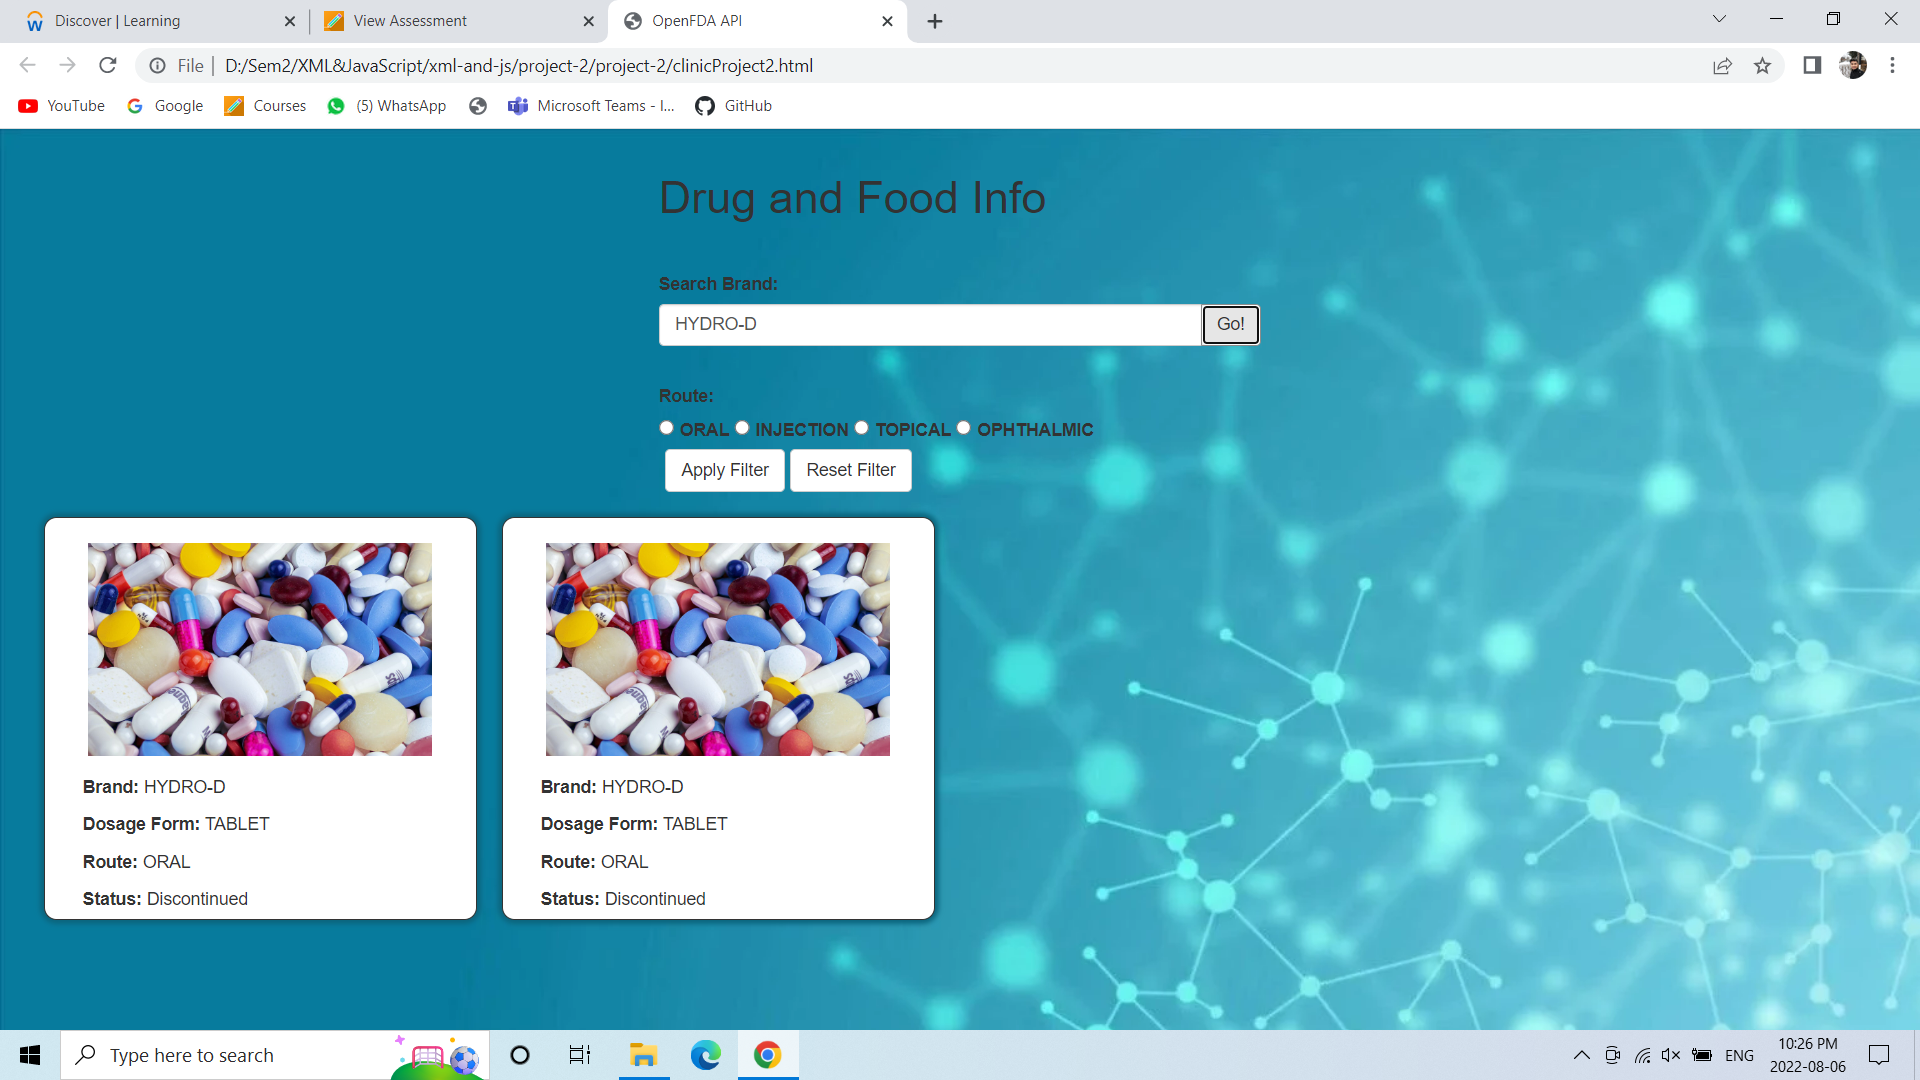 Discover | Learning
View Assessment
OpenFDA API
File | D:/Sem2/XML&JavaScript/xml-and-js/project-2/project-2/clinicProject2.html
YouTube
Google
Courses
(5) WhatsApp
Microsoft Teams - I...
GitHub
Drug and Food Info
Search Brand:
HYDRO-D
Go!
Route:
ORAL INJECTION TOPICAL OPHTHALMIC
Apply Filter
Reset Filter
Brand: HYDRO-D
Dosage Form: TABLET
Route: ORAL
Status: Discontinued
Brand: HYDRO-D
Dosage Form: TABLET
Route: ORAL
Status: Discontinued
Type here to search
ENG
10:26 PM
2022-08-06